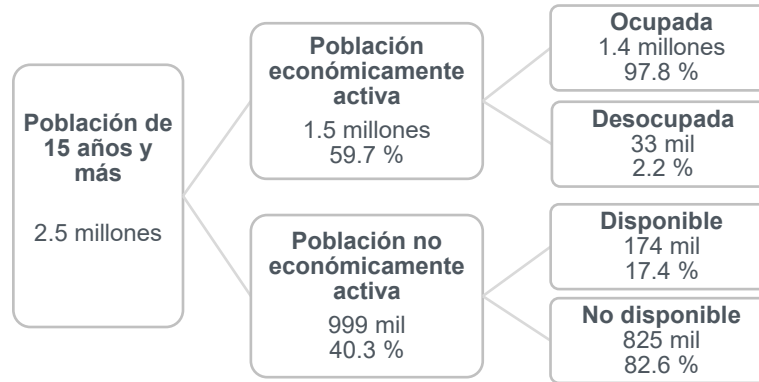 Población de
15 años y
más
2.5 millones
Población
económicamente
activa
1.5 millones
59.7 %
Población no
económicamente
activa
999 mil
40.3 %
Ocupada
1.4 millones
97.8 %
Desocupada
33 mil
2.2 %
Disponible
174 mil
17.4 %
No disponible
825 mil
82.6 %